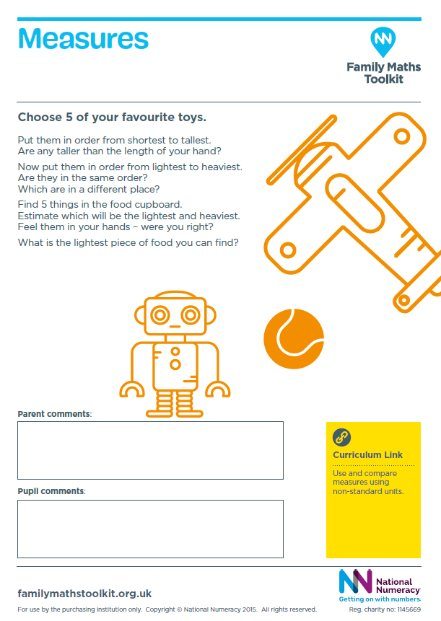 Measures
Family Maths
Toolkit
Choose 5 of your favourite toys.
Put them in order from shortest to tallest.
Are any taller than the length of your hand?
Now put them in order from lightest to heaviest.
Are they in the same order?
Which are in a different place?
Find 5 things in the food cupboard.
Estimate which will be the lightest and heaviest.
Feel them in your hands – were you right?
What is the lightest piece of food you can find?
Parent comments:
Pupil comments:
Curriculum Link
Use and compare
measures using
non-standard units.
familymathstoolkit.org.uk
National
Numeracy
Getting on with numbers
For use by the purchasing institution only. Copyright © National Numeracy 2015. All rights reserved.
Reg. charity no: 1145669